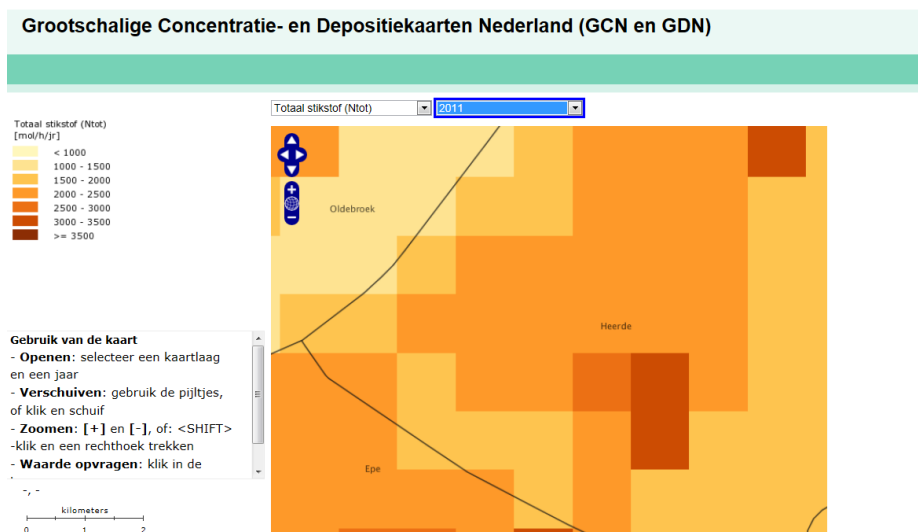 Grootschalige Concentratie- en Depositiekaarten Nederland (GCN en GDN)
Totaal stikstof (Ntot)
2011
Totaal stikstof (Ntot)
[mol/h/jr]
< 1000
1000 - 1500
1500 - 2000
2000 - 2500
2500 - 3000
3000 - 3500
>= 3500
Oldebroek
Heerde
Epe
Gebruik van de kaart
- Openen: selecteer een kaartlaag
en een jaar
- Verschuiven: gebruik de pijltjes,
of klik en schuif
- Zoomen: [+] en [-], of: <SHIFT>
-klik en een rechthoek trekken
- Waarde opvragen: klik in de
-, -
kilometers
0 1 2